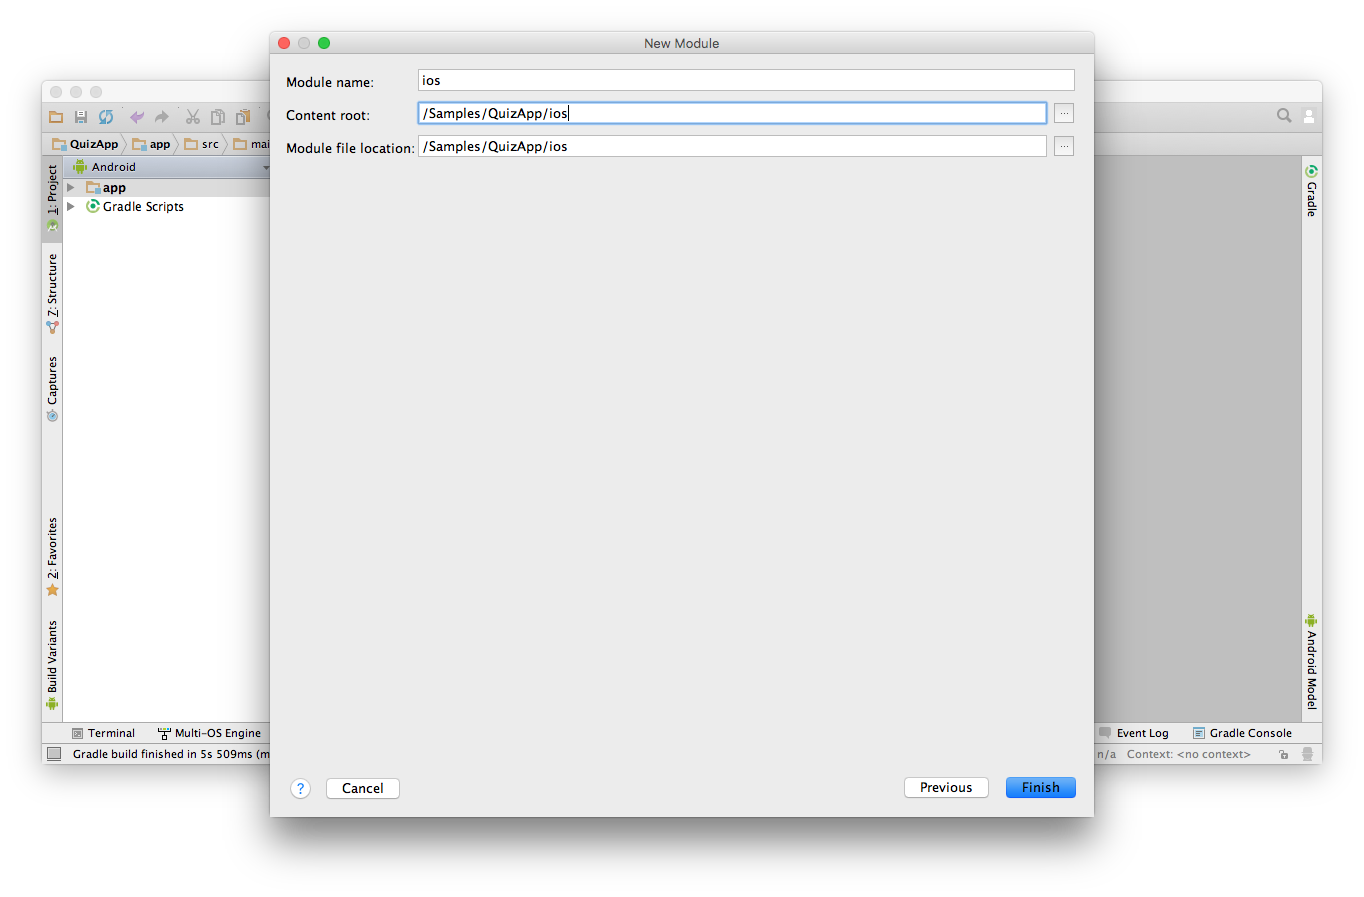 New Module
Module name:
ios
Content root:
/Samples/QuizApp/ios
...
Module file location:
/Samples/QuizApp/ios
...
QuizApp
app
src
mai
Android
app
Gradle Scripts
1: Project
7: Structure
Captures
2: Favorites
Build Variants
Gradle
Android Model
Terminal
Multi-OS Engine
Event Log
Gradle Console
Gradle build finished in 5s 509ms (m
n/a
Context: <no context>
?
Cancel
Previous
Finish